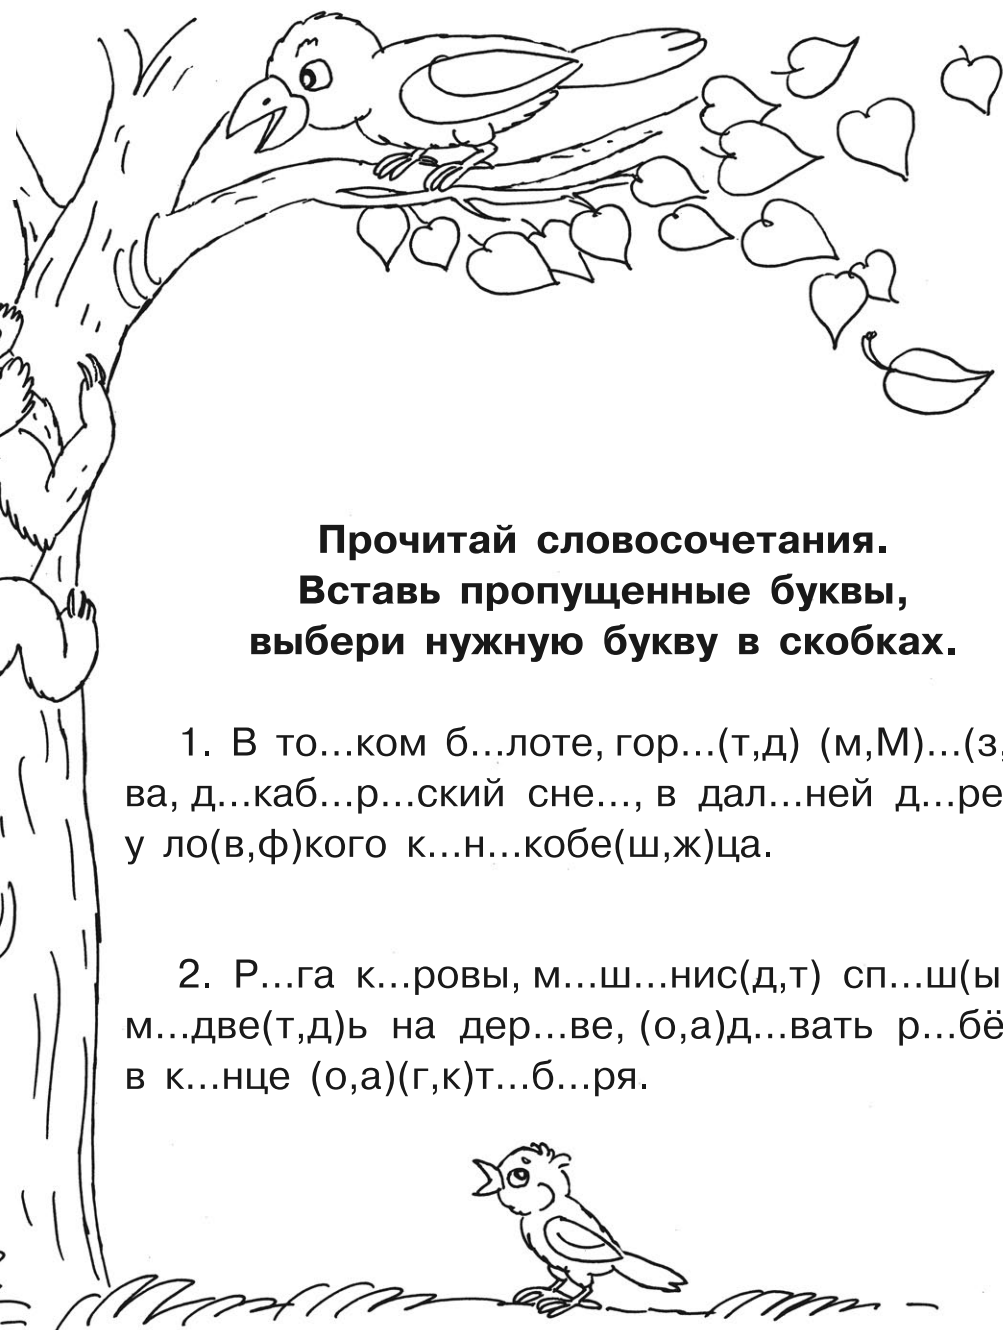 Прочитай словосочетания.
Вставь пропущенные буквы,
выбери нужную букву в скобках.
1. В то...ком б...лоте, гор...(т,д) (м,М)...(з,
ва, д...каб...р...ский сне..., в дал...ней д...ре
у ло(в,ф)кого к...н...кобе(ш,ж)ца.
2. Р...га к...ровы, м...ш...нис(д,т) сп...ш(ы
м...две(т,д)ь на дер...ве, (о,а)д...вать р...бё
в к...нце (о,а)(г,к)т...б...ря.